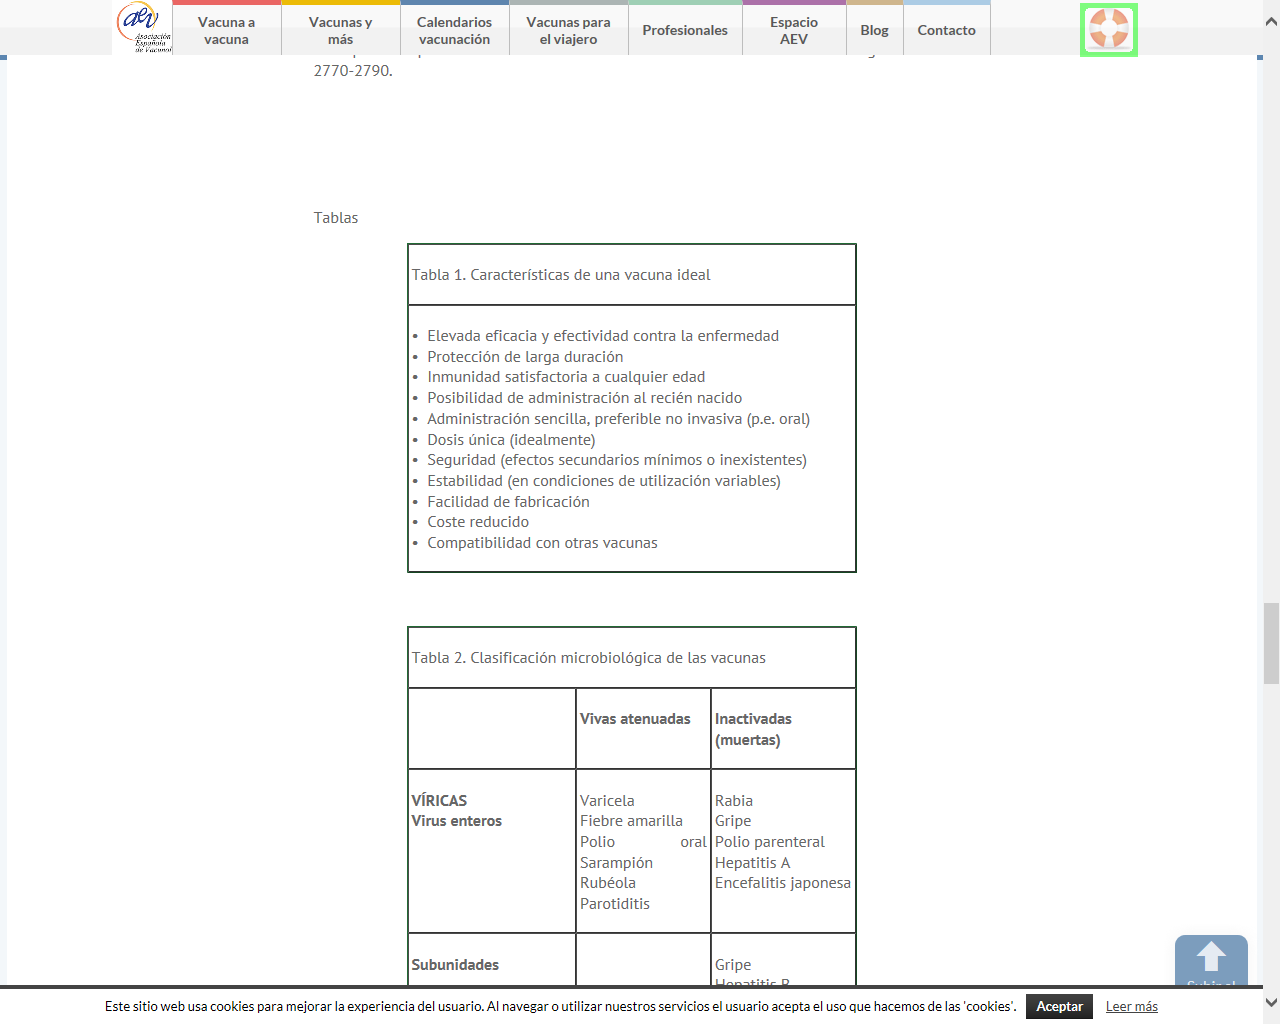 aev
Asociación
Española
de Vacunol
Vacuna a
vacuna
Vacunas y
más
Calendarios
vacunación
Vacunas para
el viajero
Profesionales
Espacio
AEV
Blog
Contacto
2770-2790.
Tablas
Tabla 1. Características de una vacuna ideal
• Elevada eficacia y efectividad contra la enfermedad
• Protección de larga duración
• Inmunidad satisfactoria a cualquier edad
• Posibilidad de administración al recién nacido
• Administración sencilla, preferible no invasiva (p.e. oral)
• Dosis única (idealmente)
• Seguridad (efectos secundarios mínimos o inexistentes)
• Estabilidad (en condiciones de utilización variables)
• Facilidad de fabricación
• Coste reducido
• Compatibilidad con otras vacunas
Tabla 2. Clasificación microbiológica de las vacunas
Vivas atenuadas
Inactivadas
(muertas)
VÍRICAS
Virus enteros
Varicela
Fiebre amarilla
Polio oral
Sarampión
Rubéola
Parotiditis
Rabia
Gripe
Polio parenteral
Hepatitis A
Encefalitis japonesa
Subunidades
Gripe
Hepatitis B
Este sitio web usa cookies para mejorar la experiencia del usuario. Al navegar o utilizar nuestros servicios el usuario acepta el uso que hacemos de las 'cookies'. Aceptar Leer más